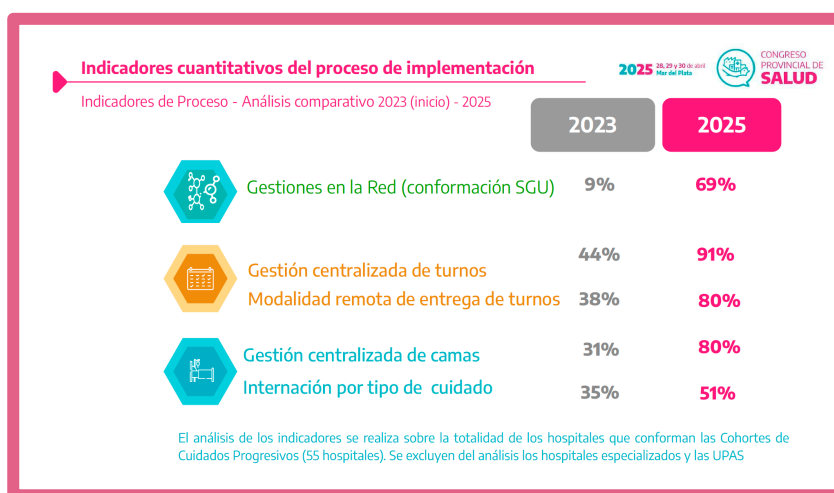 Indicadores cuantitativos del proceso de implementación
2025 28, 29 y 30 de abril
Mar del Plata
CONGRESO
PROVINCIAL DE
SALUD
Indicadores de Proceso - Análisis comparativo 2023 (inicio) - 2025
2023 2025
Gestiones en la Red (conformación SGU) 9% 69%
44% 91%
Gestión centralizada de turnos
Modalidad remota de entrega de turnos 38% 80%
Gestión centralizada de camas 31% 80%
Internación por tipo de cuidado 35% 51%
El análisis de los indicadores se realiza sobre la totalidad de los hospitales que conforman las Cohortes de
Cuidados Progresivos (55 hospitales). Se excluyen del análisis los hospitales especializados y las UPAS